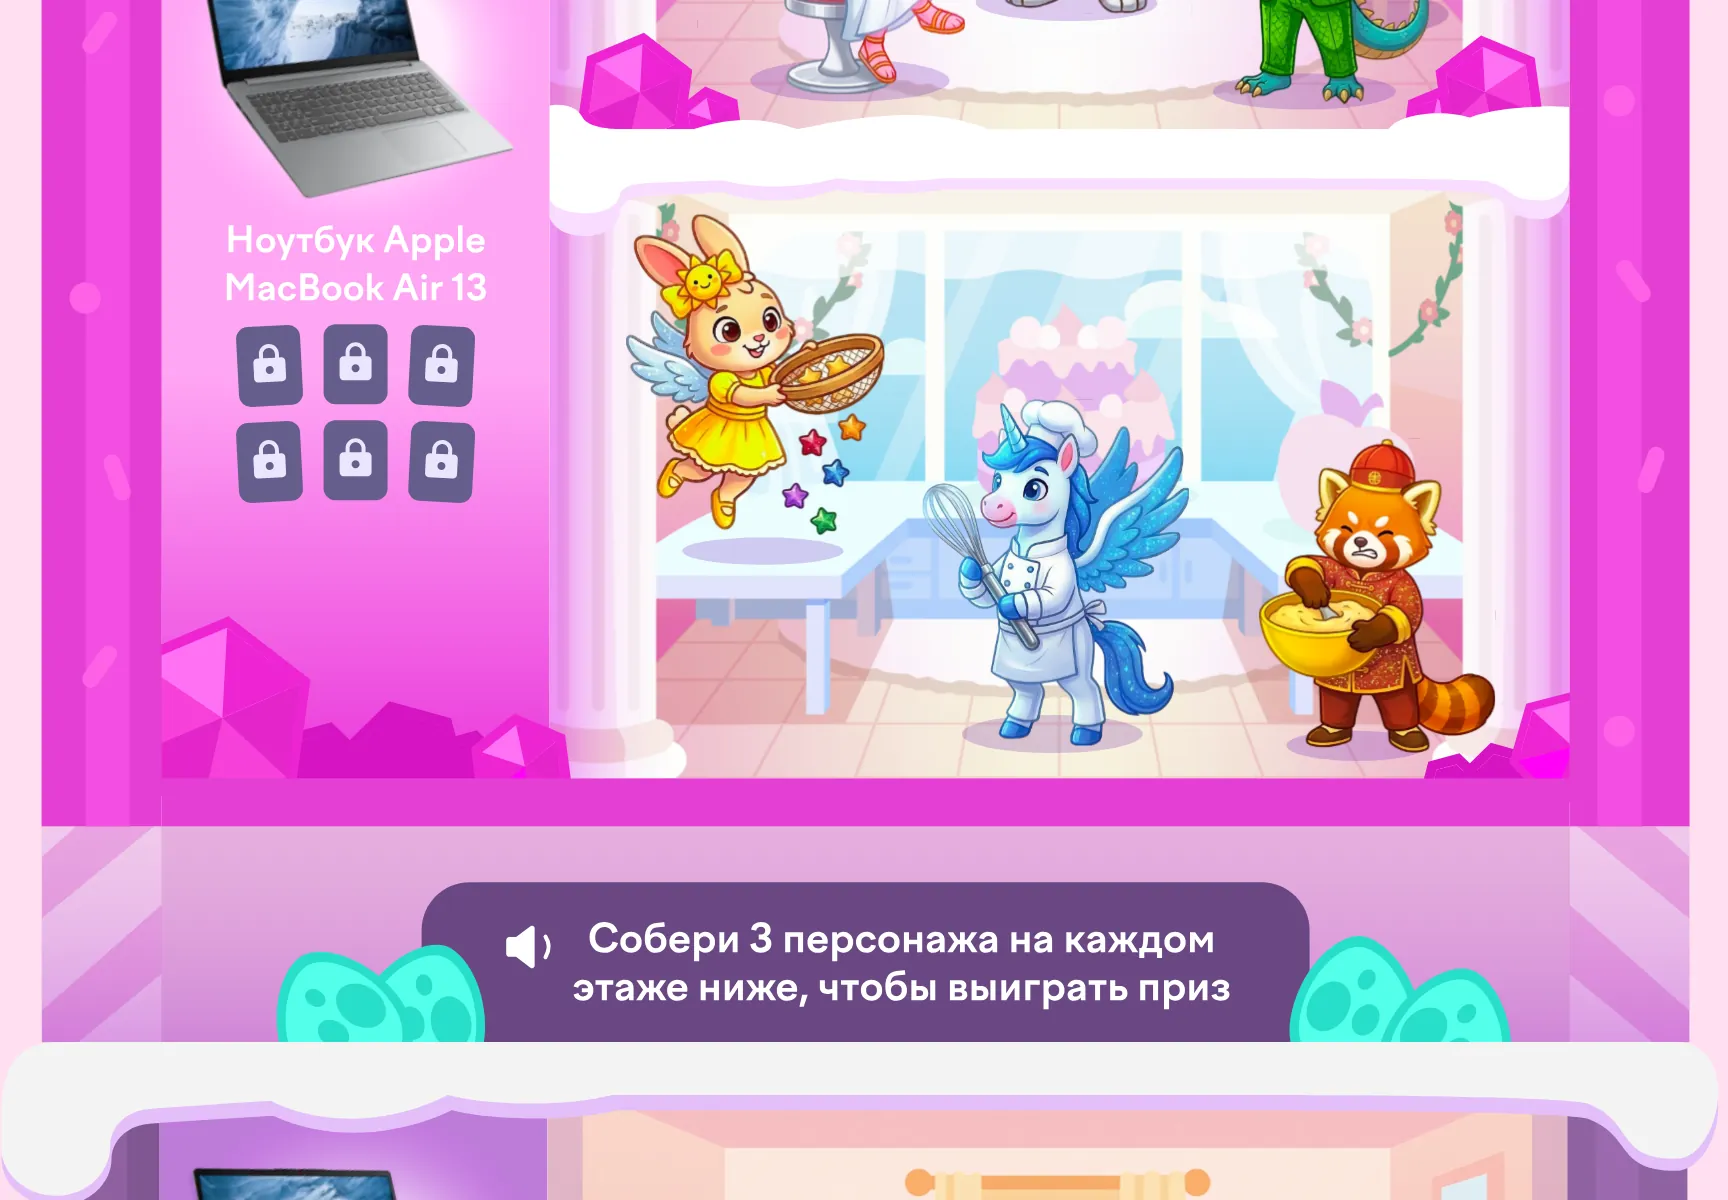 Ноутбук Apple
MacBook Air 13
Собери 3 персонажа на каждом
этаже ниже, чтобы выиграть приз